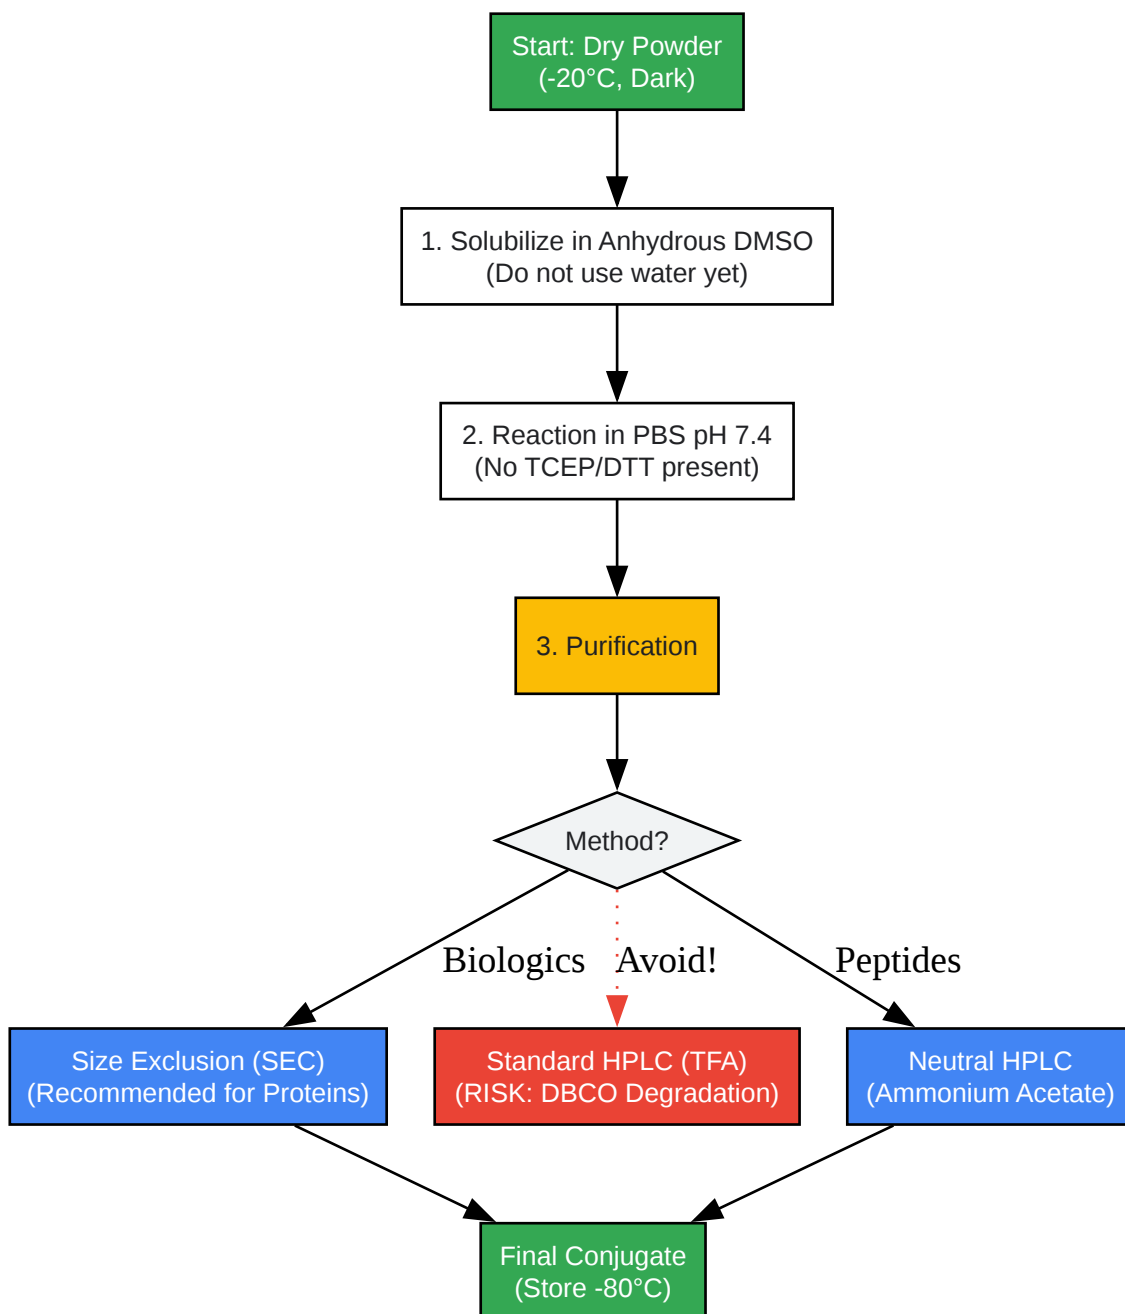 Start: Dry Powder
(-20°C, Dark)
1. Solubilize in Anhydrous DMSO
(Do not use water yet)
2. Reaction in PBS pH 7.4
(No TCEP/DTT present)
3. Purification
Method?
Biologics
Avoid!
Peptides
Size Exclusion (SEC)
(Recommended for Proteins)
Standard HPLC (TFA)
(RISK: DBCO Degradation)
Neutral HPLC
(Ammonium Acetate)
Final Conjugate
(Store -80°C)